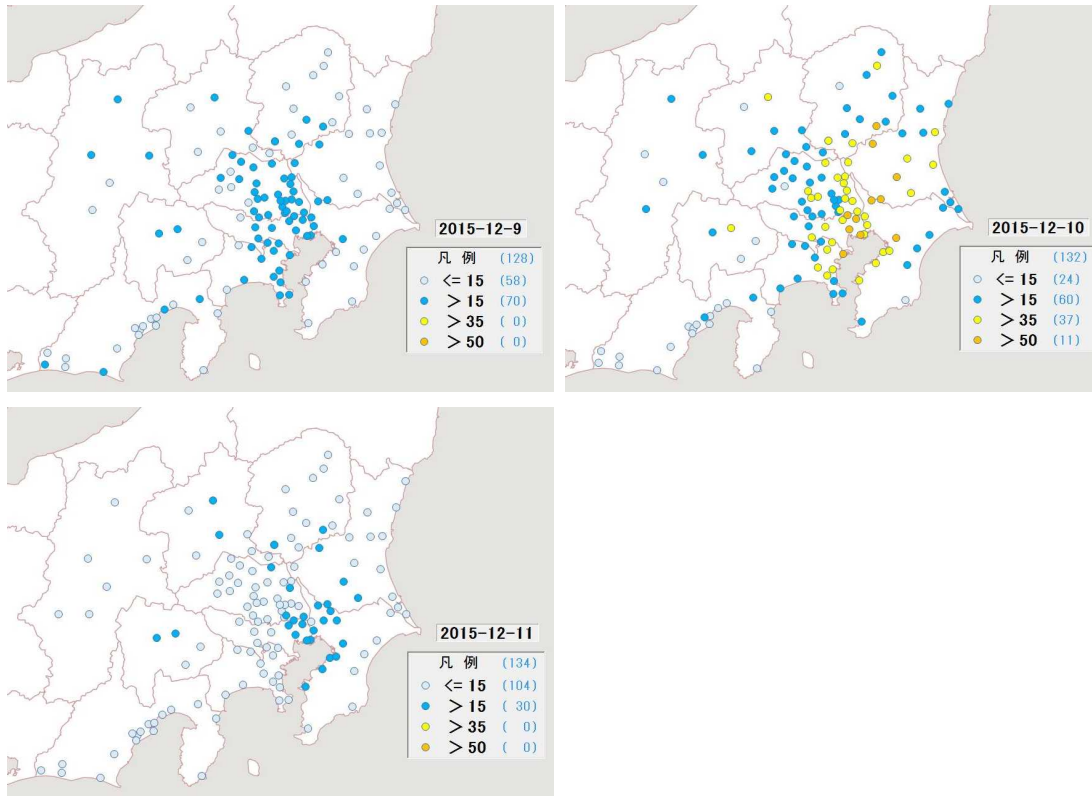 2015-12-9
凡 例 (128)
<= 15 (58)
> 15 (70)
> 35 ( 0)
> 50 ( 0)
2015-12-10
凡 例 (132)
<= 15 (24)
> 15 (60)
> 35 (37)
> 50 (11)
2015-12-11
凡 例 (134)
<= 15 (104)
> 15 ( 30)
> 35 ( 0)
> 50 ( 0)